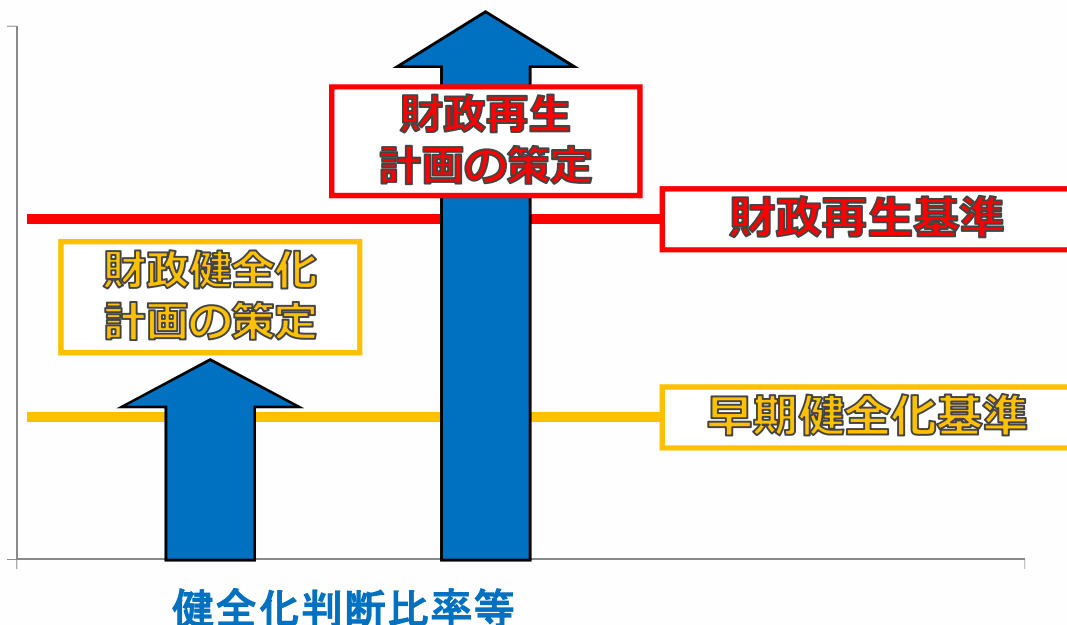 財政再生
計画の策定
財政再生基準
財政健全化
計画の策定
早期健全化基準
健全化判断比率等